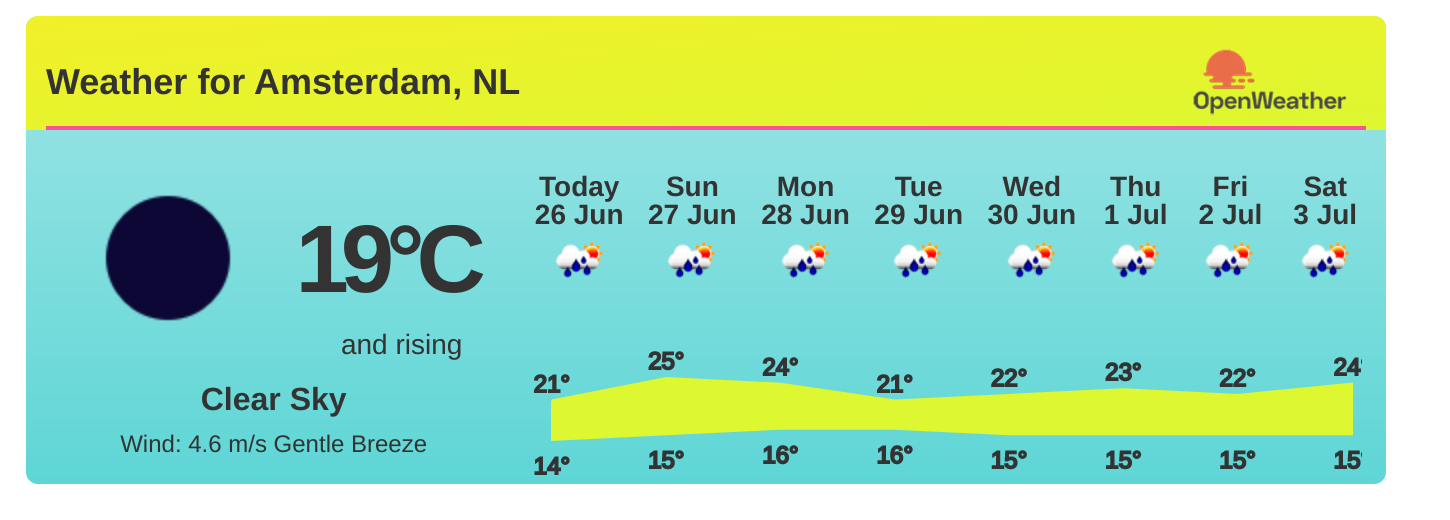 Weather for Amsterdam, NL
OpenWeather
19°C
and rising
Clear Sky
Wind: 4.6 m/s Gentle Breeze
Today Sun Mon Tue Wed Thu Fri Sat
26 Jun 27 Jun 28 Jun 29 Jun 30 Jun 1 Jul 2 Jul 3 Jul
21° 25° 24° 21° 22° 23° 22° 24°
14° 15° 16° 16° 15° 15° 15° 15°